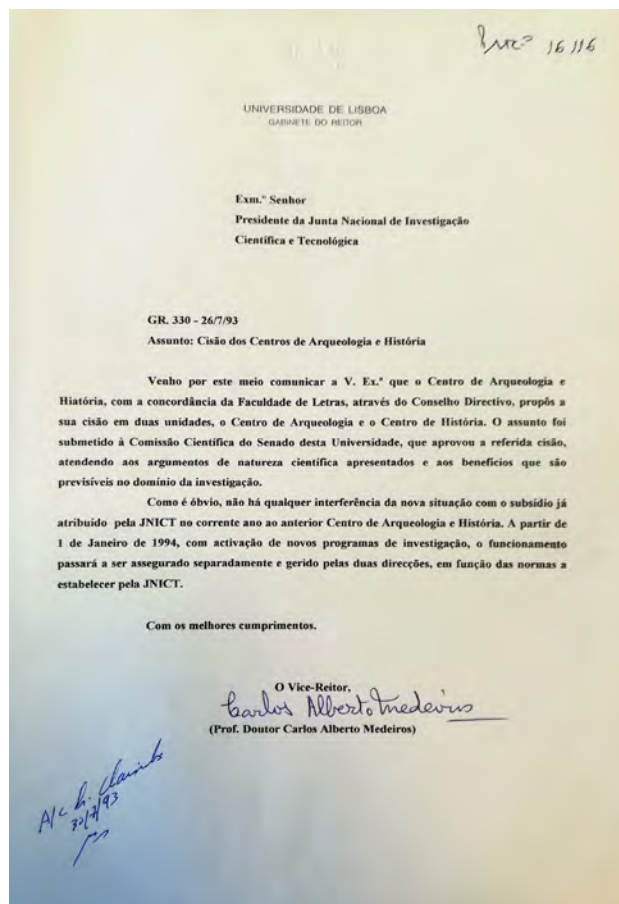 16116
UNIVERSIDADE DE LISBOA
GABINETE DO REITOR
Exm.º Senhor
Presidente da Junta Nacional de Investigação
Científica e Tecnológica
GR. 330 - 26/7/93
Assunto: Cisão dos Centros de Arqueologia e História
Venho por este meio comunicar a V. Ex.ª que o Centro de Arqueologia e
Hiatória, com a concordância da Faculdade de Letras, através do Conselho Directivo, propôs a
sua cisão em duas unidades, o Centro de Arqueologia e o Centro de História. O assunto foi
submetido à Comissão Científica do Senado desta Universidade, que aprovou a referida cisão,
atendendo aos argumentos de natureza científica apresentados e aos benefícios que são
previsíveis no domínio da investigação.
Como é óbvio, não há qualquer interferência da nova situação com o subsídio já
atribuído pela JNICT no corrente ano ao anterior Centro de Arqueologia e História. A partir de
1 de Janeiro de 1994, com activação de novos programas de investigação, o funcionamento
passará a ser assegurado separadamente e gerido pelas duas direcções, em função das normas a
estabelecer pela JNICT.
Com os melhores cumprimentos.
O Vice-Reitor,
Carlos Alberto Medeiros
(Prof. Doutor Carlos Alberto Medeiros)
A/c
30/7/93